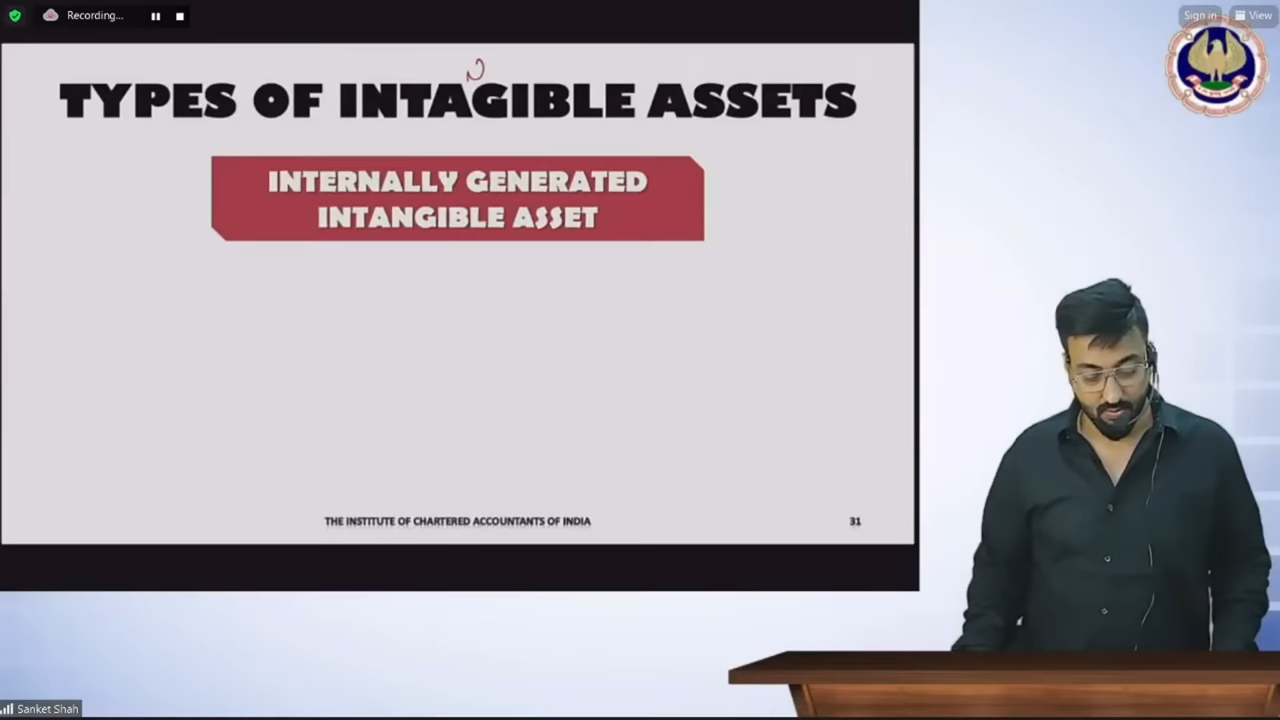 Recording...
Sign in
View
N
TYPES OF INTAGIBLE ASSETS
INTERNALLY GENERATED
INTANGIBLE ASSET
THE INSTITUTE OF CHARTERED ACCOUNTANTS OF INDIA
31
Sanket Shah